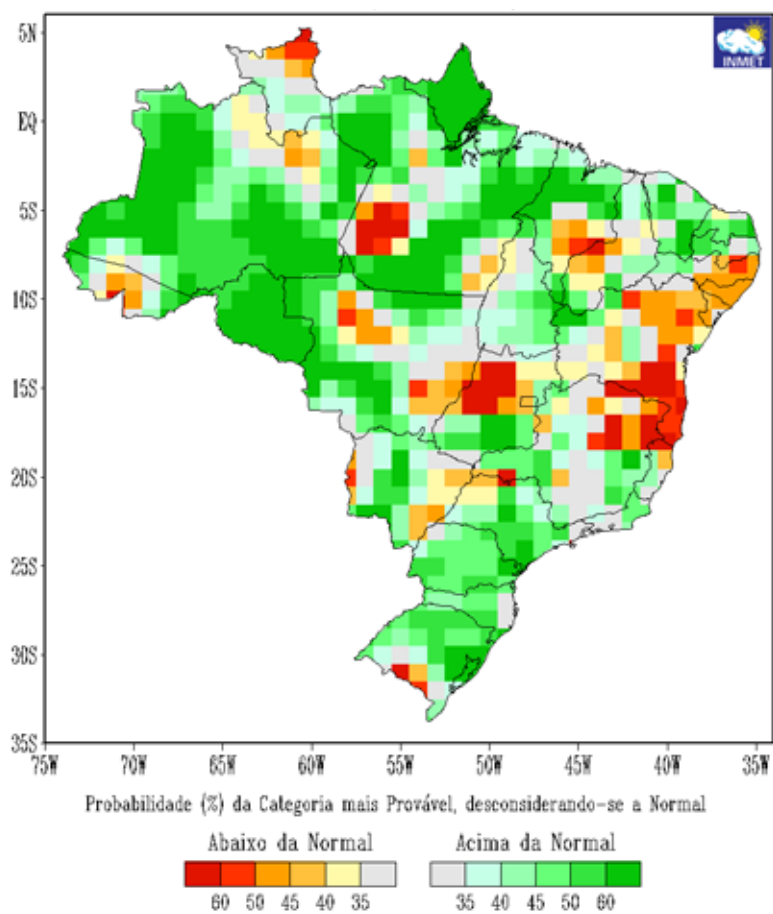 INMET
5N
EQ
5S
10S
15S
20S
25S
30S
35S
75W 70W 65W 60W 55W 50W 45W 40W 35W
Probabilidade (%) da Categoria mais Provável, desconsiderando-se a Normal
Abaixo da Normal Acima da Normal
60 50 45 40 35 35 40 45 50 60